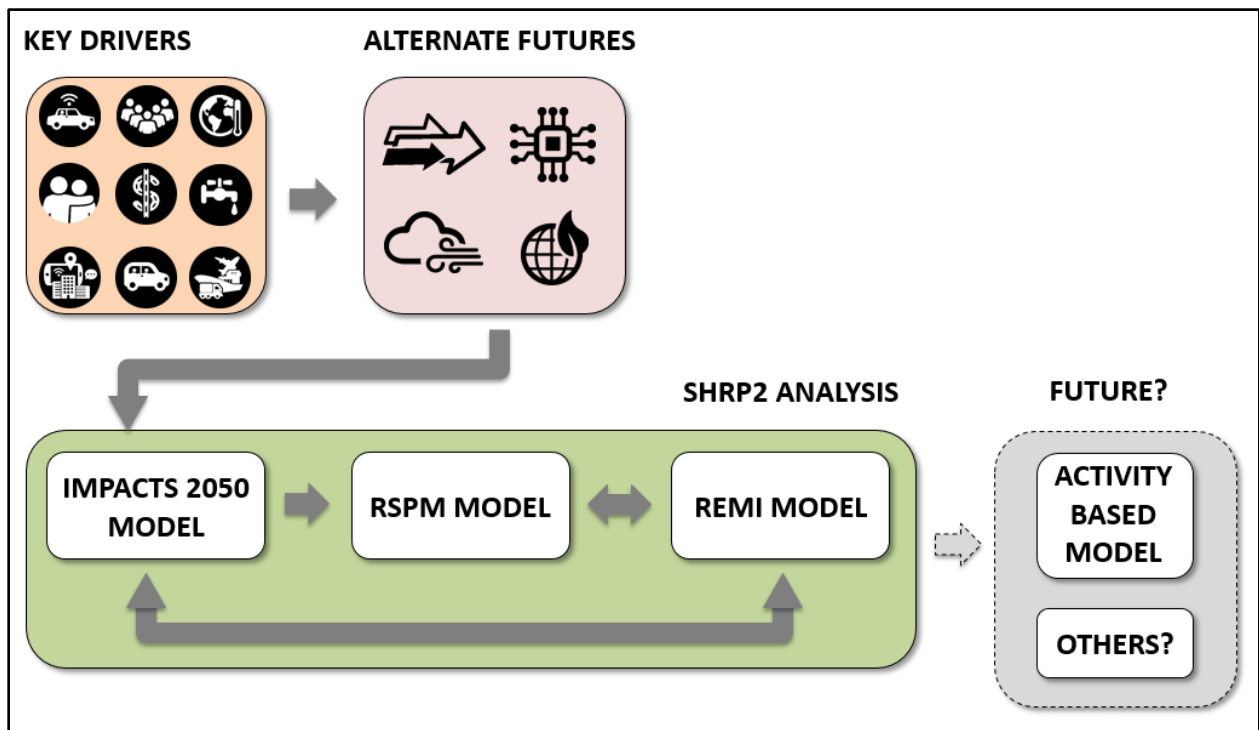 KEY DRIVERS
ALTERNATE FUTURES
SHRP2 ANALYSIS
FUTURE?
IMPACTS 2050
MODEL
RSPM MODEL
REMI MODEL
ACTIVITY
BASED
MODEL
OTHERS?